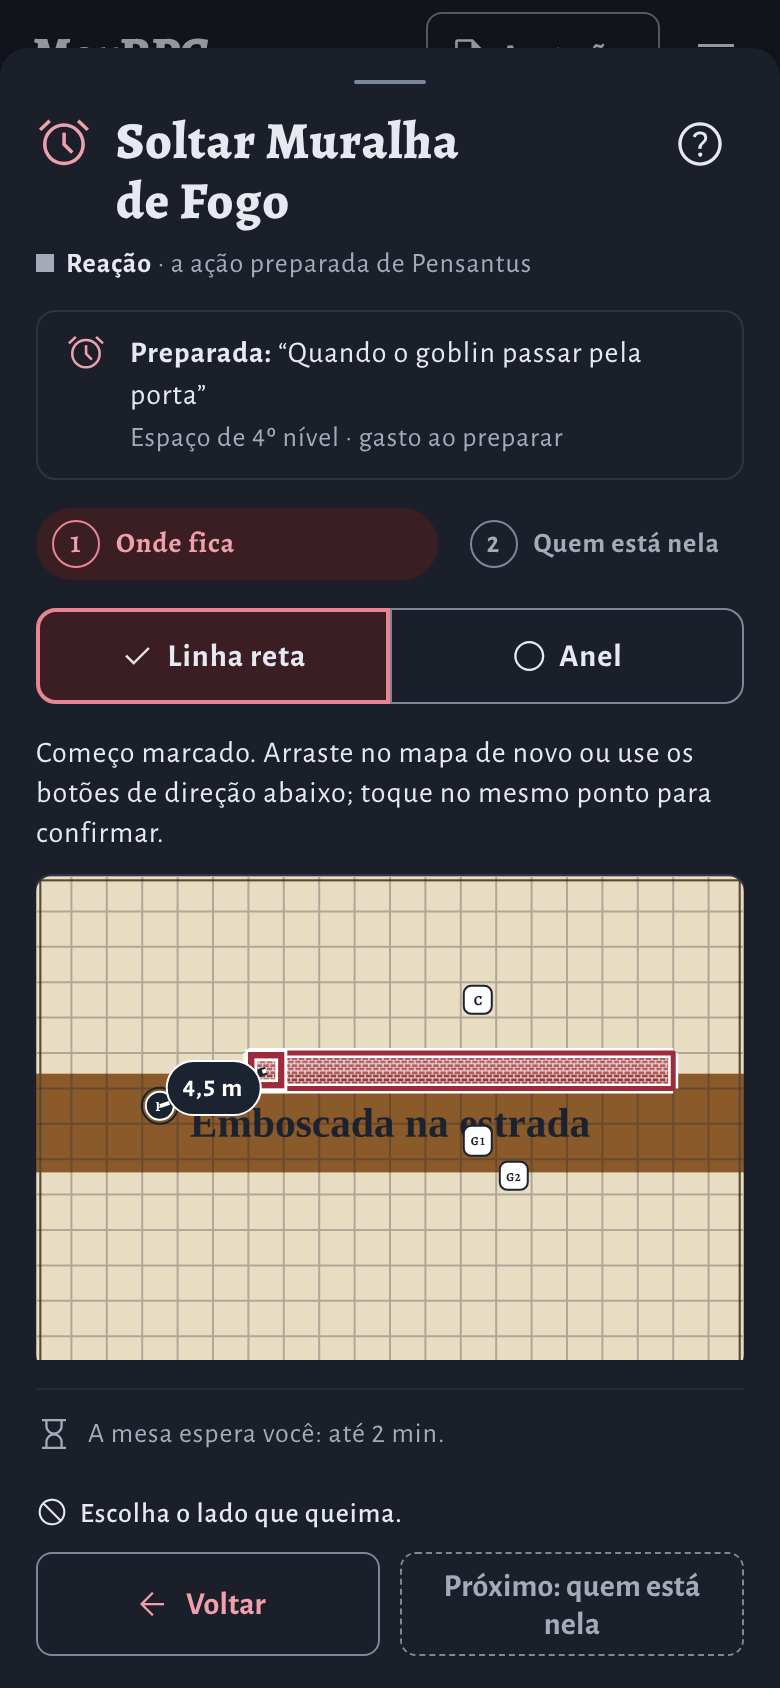 Soltar Muralha
de Fogo
Reação · a ação preparada de Pensantus
Preparada: “Quando o goblin passar pela
porta”
Espaço de 4º nível · gasto ao preparar
1 Onde fica
2 Quem está nela
Linha reta
Anel
Começo marcado. Arraste no mapa de novo ou use os
botões de direção abaixo; toque no mesmo ponto para
confirmar.
C
4,5 m
Emboscada na estrada
G1
G2
A mesa espera você: até 2 min.
Escolha o lado que queima.
Voltar
Próximo: quem está
nela